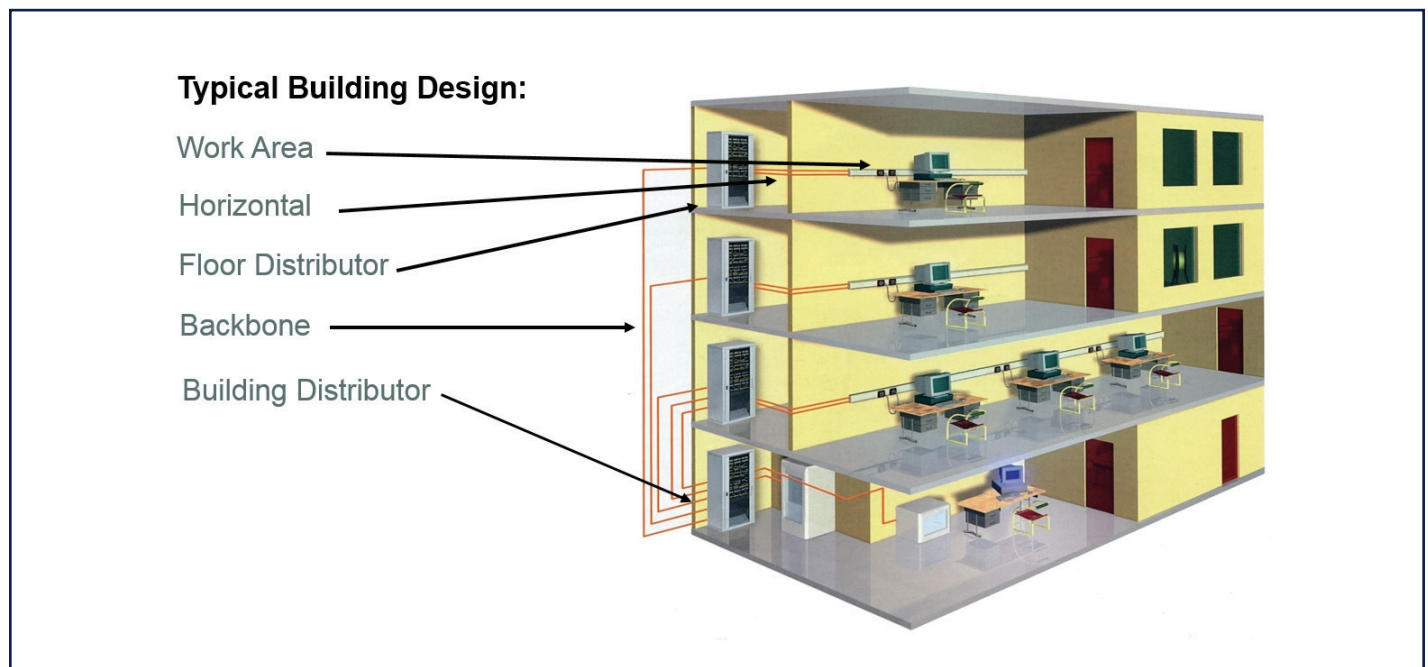 Typical Building Design:
Work Area
Horizontal
Floor Distributor
Backbone
Building Distributor